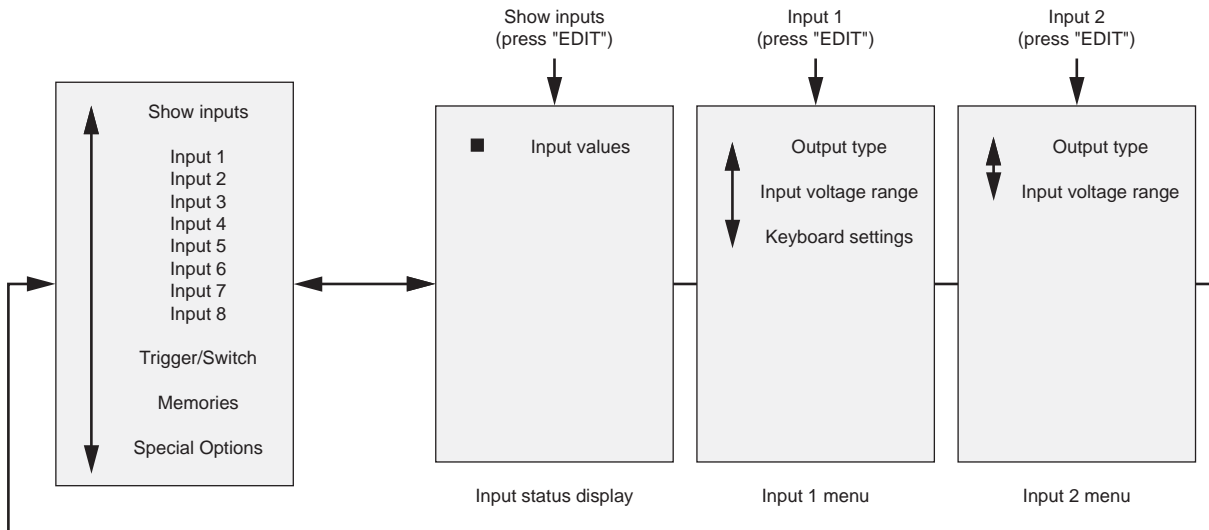 Show inputs
(press "EDIT")
Input 1
(press "EDIT")
Input 2
(press "EDIT")
Show inputs
Input 1
Input 2
Input 3
Input 4
Input 5
Input 6
Input 7
Input 8
Trigger/Switch
Memories
Special Options
Input values
Output type
Input voltage range
Keyboard settings
Output type
Input voltage range
Input status display
Input 1 menu
Input 2 menu